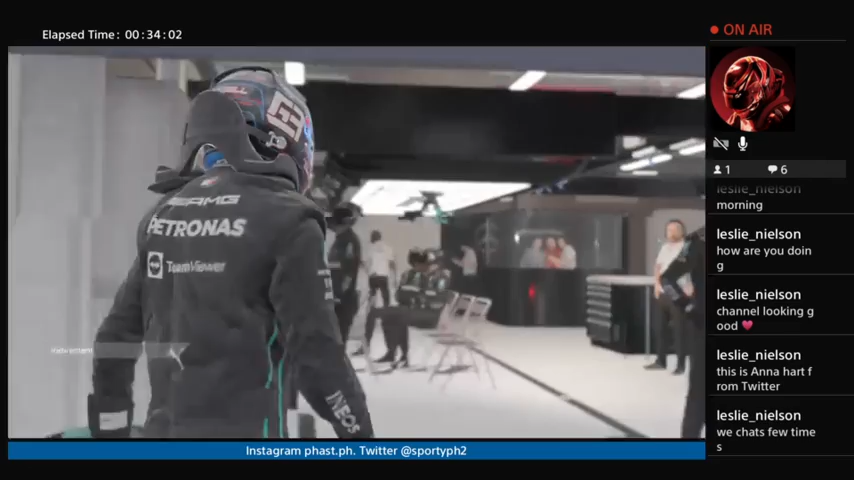 Elapsed Time: 00:34:02
ON AIR
1
6
leslie_nielson
morning
leslie_nielson
how are you doin
g
leslie_nielson
channel looking g
ood
leslie_nielson
this is Anna hart f
rom Twitter
leslie_nielson
we chats few time
s
63
AMG
PETRONAS
TeamViewer
INEOS
Instagram phast.ph. Twitter @sportyph2